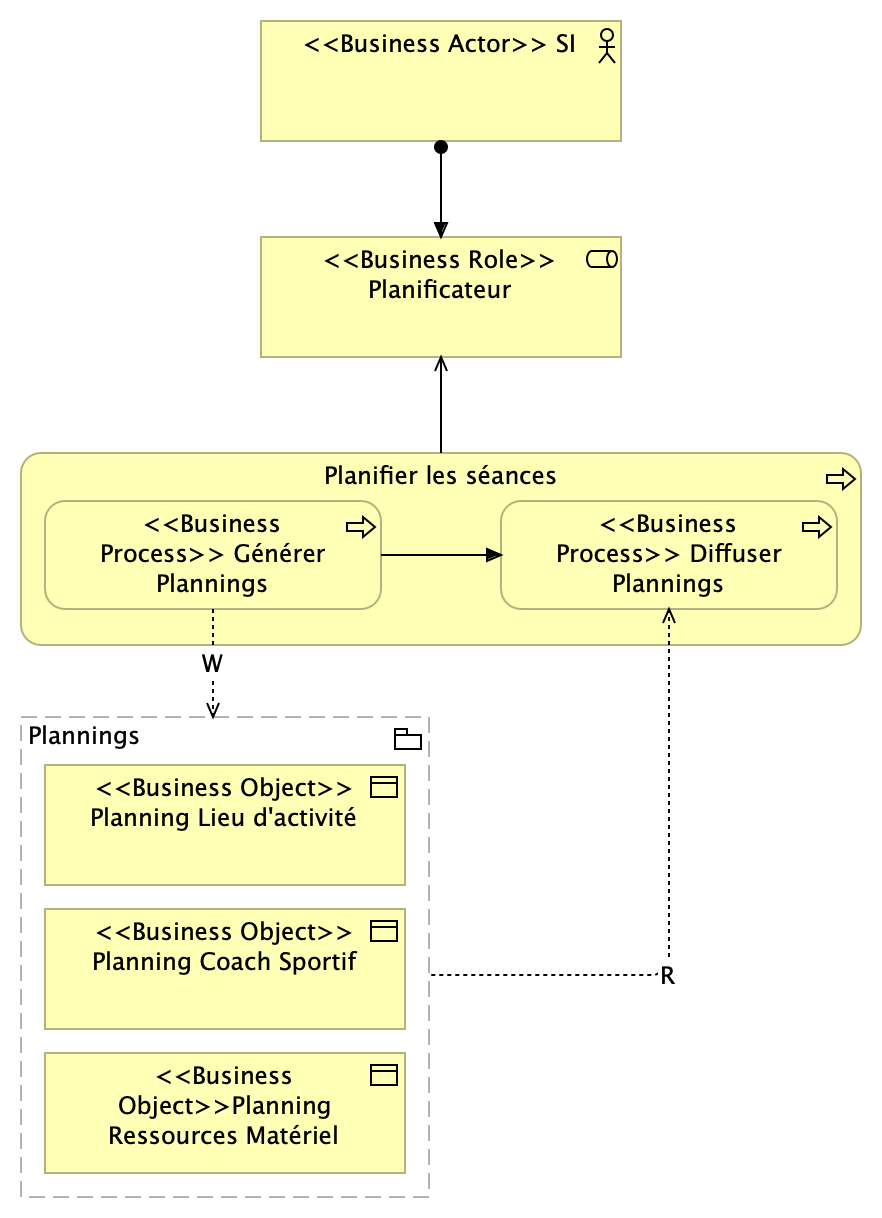 <<Business Actor>> SI
<<Business Role>>
Planificateur
Planifier les séances
<<Business
Process>> Générer
Plannings
<<Business
Process>> Diffuser
Plannings
W
Plannings
<<Business Object>>
Planning Lieu d'activité
<<Business Object>>
Planning Coach Sportif
R
<<Business
Object>>Planning
Ressources Matériel